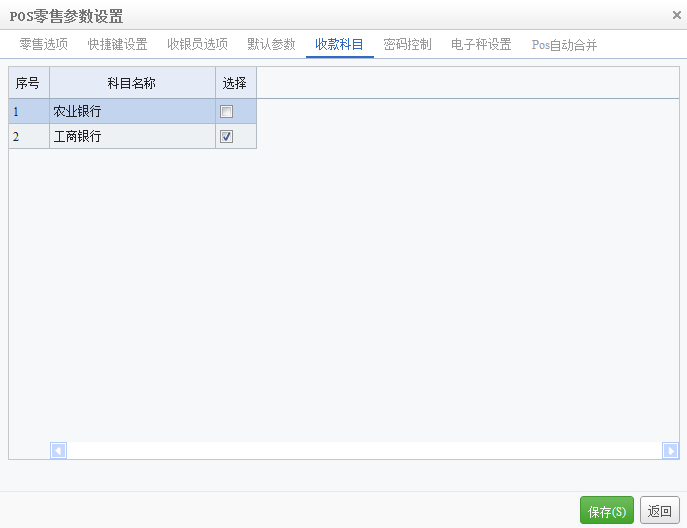 POS零售参数设置
零售选项 快捷键设置 收银员选项 默认参数 收款科目 密码控制 电子秤设置 Pos自动合并
序号 科目名称 选择
1 农业银行
2 工商银行
保存(S) 返回